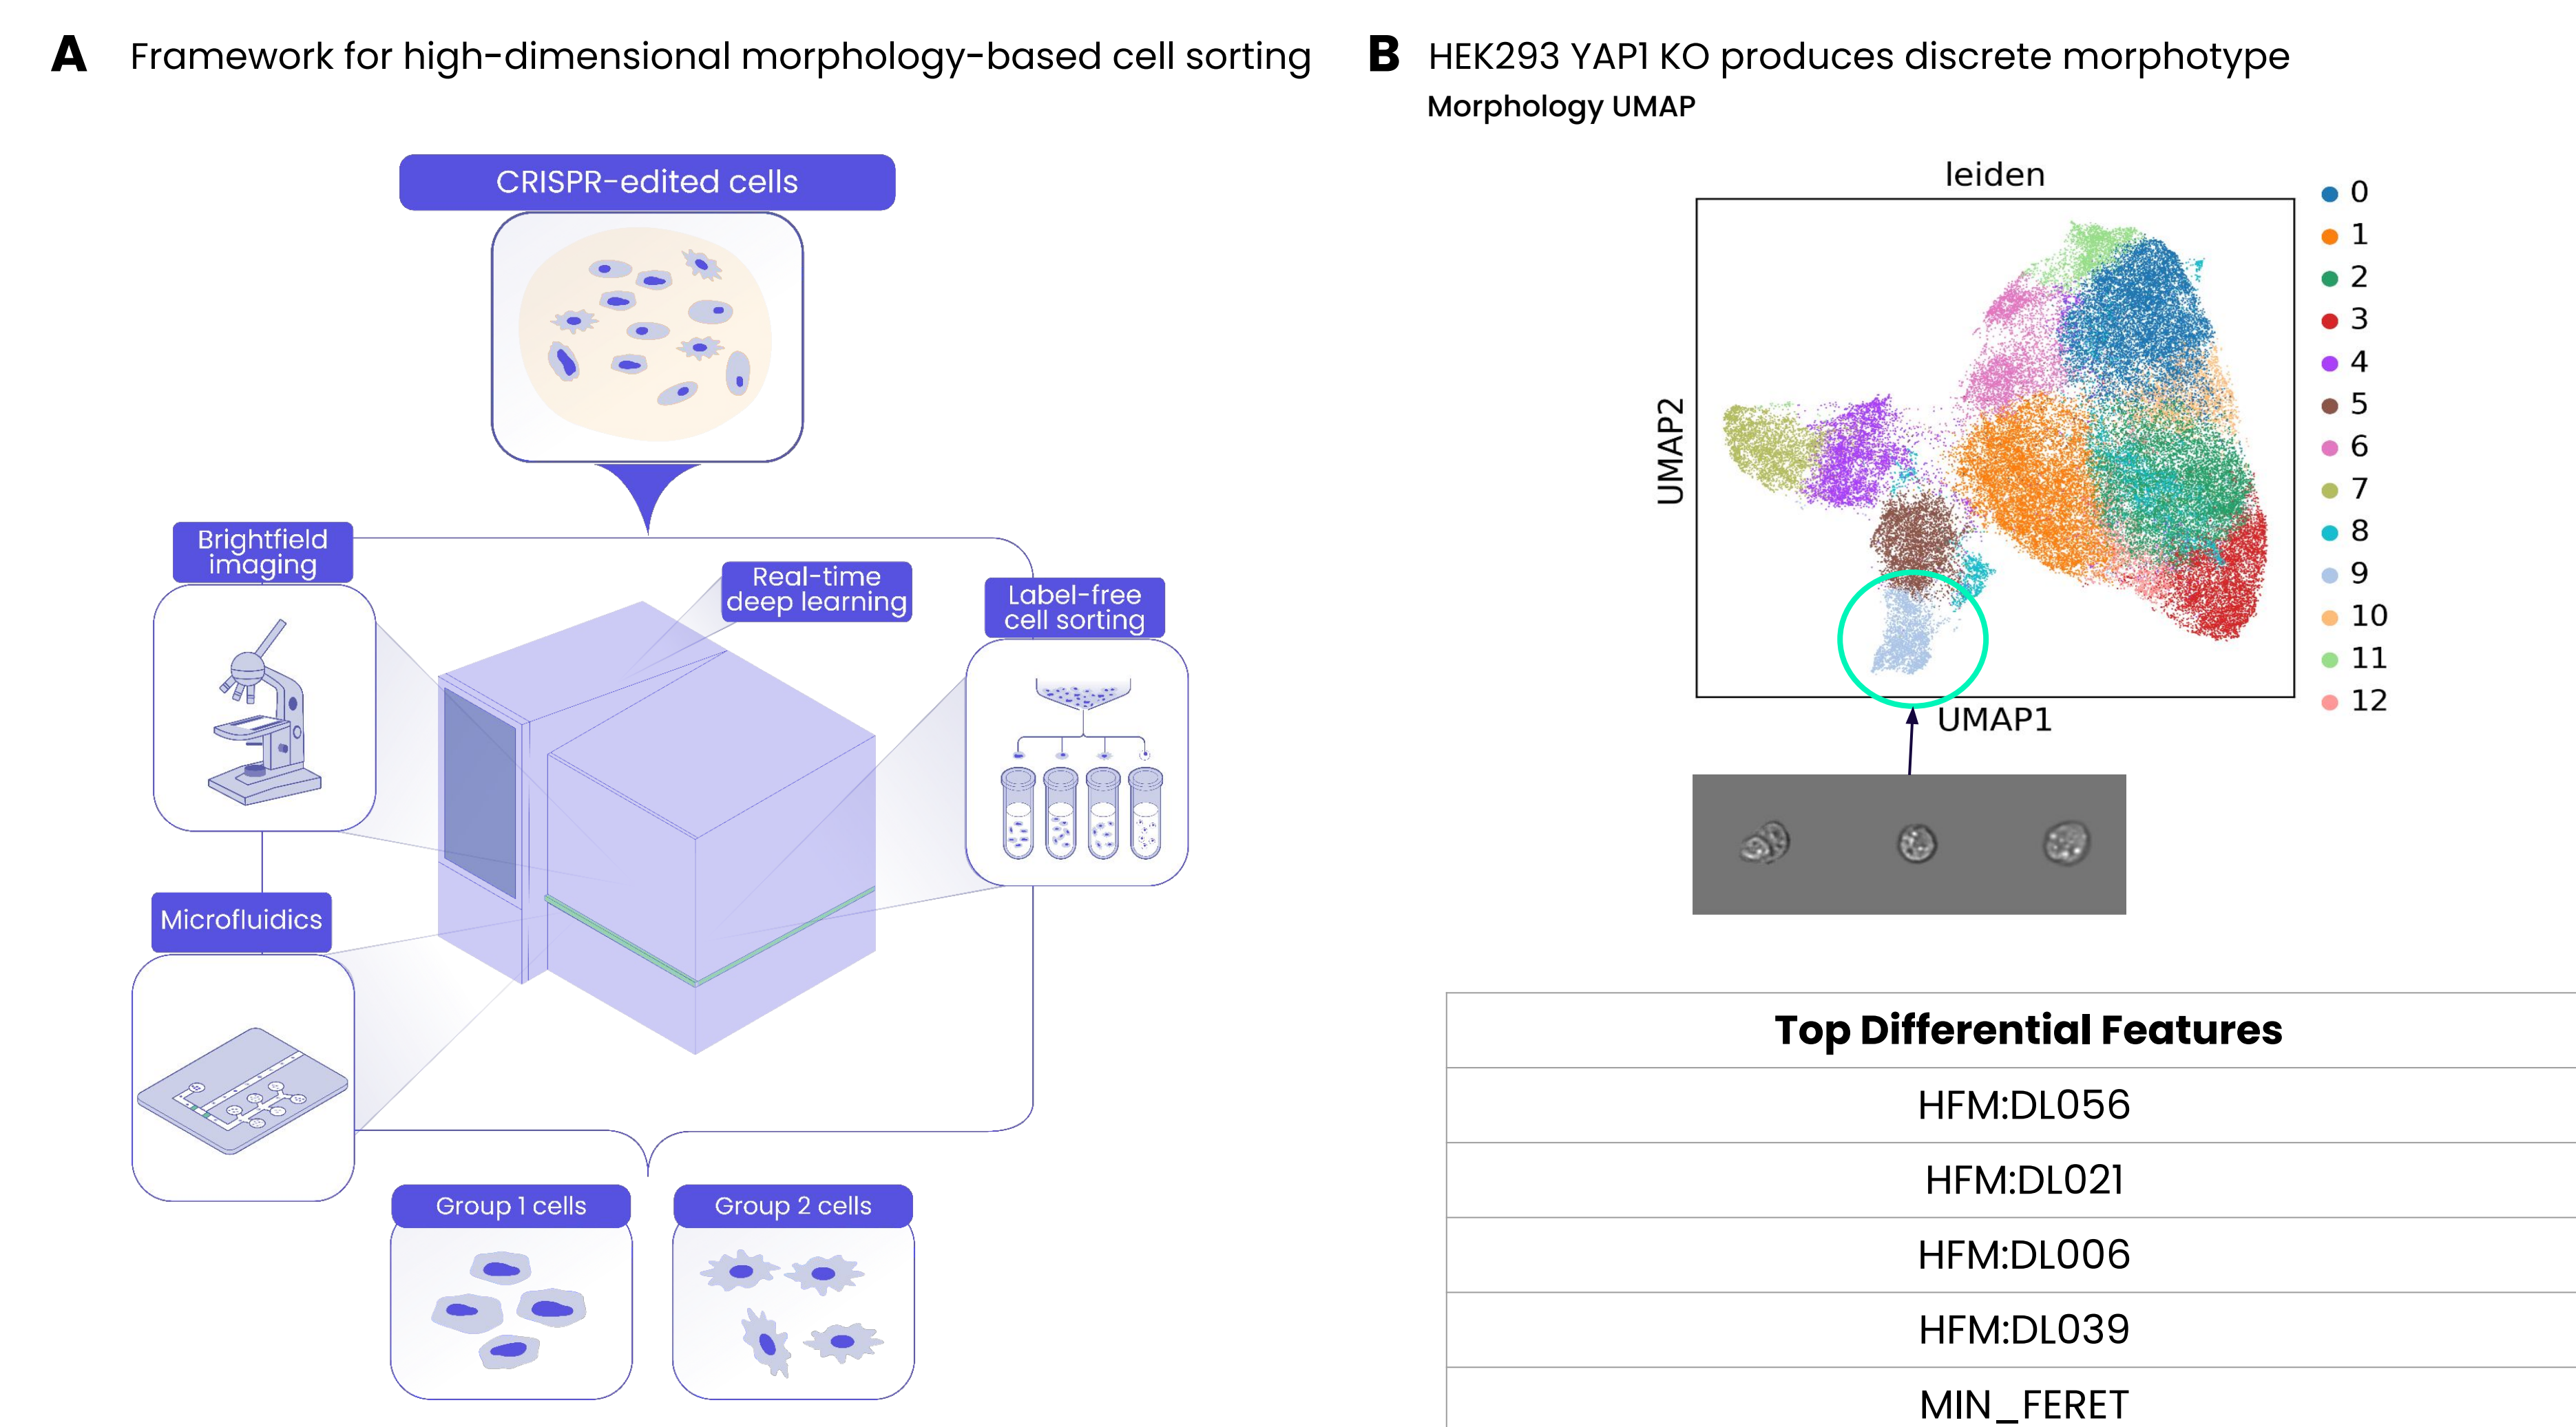 A Framework for high-dimensional morphology-based cell sorting
CRISPR-edited cells
Brightfield
imaging
Real-time
deep learning
Label-free
cell sorting
Microfluidics
Group 1 cells
Group 2 cells
B HEK293 YAP1 KO produces discrete morphotype
Morphology UMAP
leiden
UMAP2
UMAP1
0
1
2
3
4
5
6
7
8
9
10
11
12
Top Differential Features
HFM:DL056
HFM:DL021
HFM:DL006
HFM:DL039
MIN_FERET